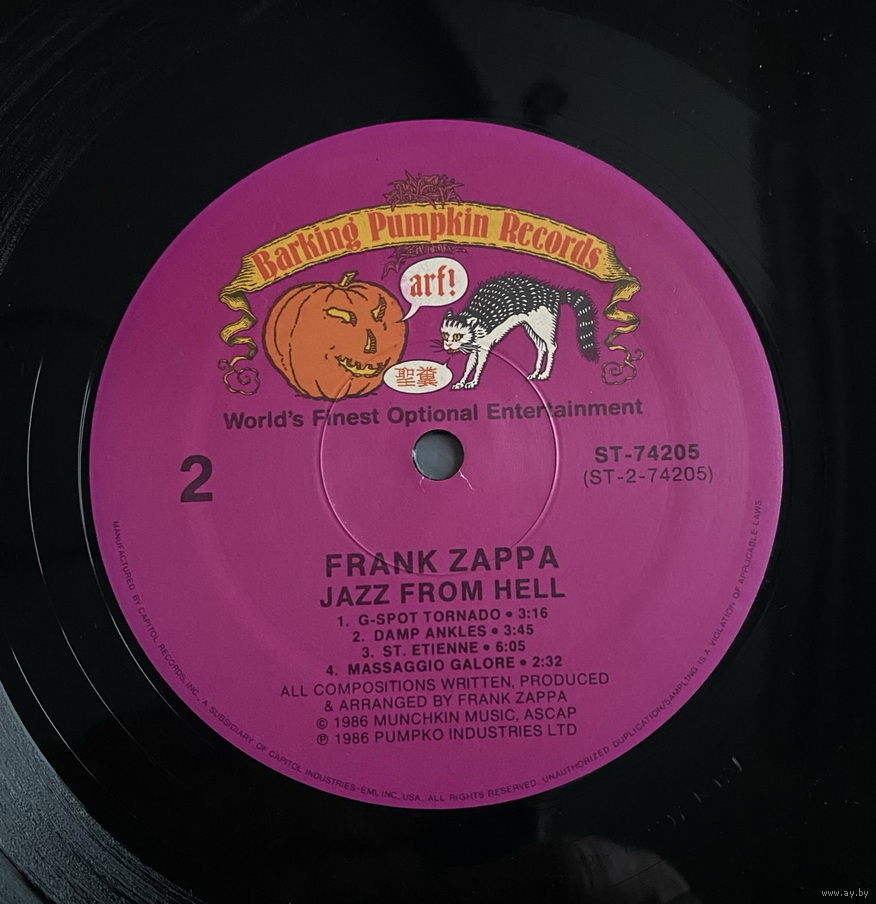 Barking Pumpkin Records
arf!
聖糞
World's Finest Optional Entertainment
2
ST-74205
(ST-2-74205)
FRANK ZAPPA
JAZZ FROM HELL
1. G-SPOT TORNADO • 3:16
2. DAMP ANKLES • 3:45
3. ST. ETIENNE • 6:05
4. MASSAGGIO GALORE • 2:32
ALL COMPOSITIONS WRITTEN, PRODUCED
& ARRANGED BY FRANK ZAPPA
© 1986 MUNCHKIN MUSIC, ASCAP
℗ 1986 PUMPKO INDUSTRIES LTD
MANUFACTURED BY CAPITOL RECORDS, INC., A SUBSIDIARY OF CAPITOL INDUSTRIES-EMI, INC. USA. ALL RIGHTS RESERVED. UNAUTHORIZED DUPLICATION/SAMPLING IS A VIOLATION OF APPLICABLE LAWS.
www.ay.by